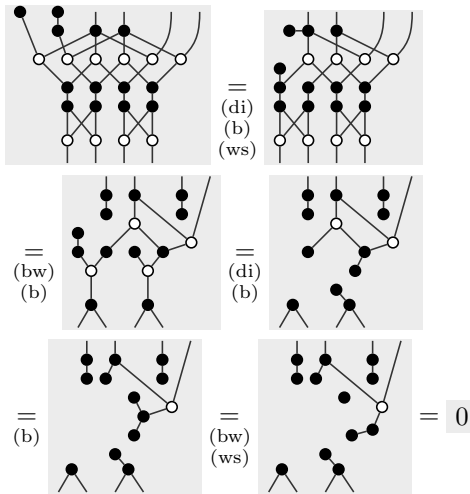 =
(di)
(b)
(ws)
=
(bw)
(b)
=
(di)
(b)
=
(b)
=
(bw)
(ws)
= 0